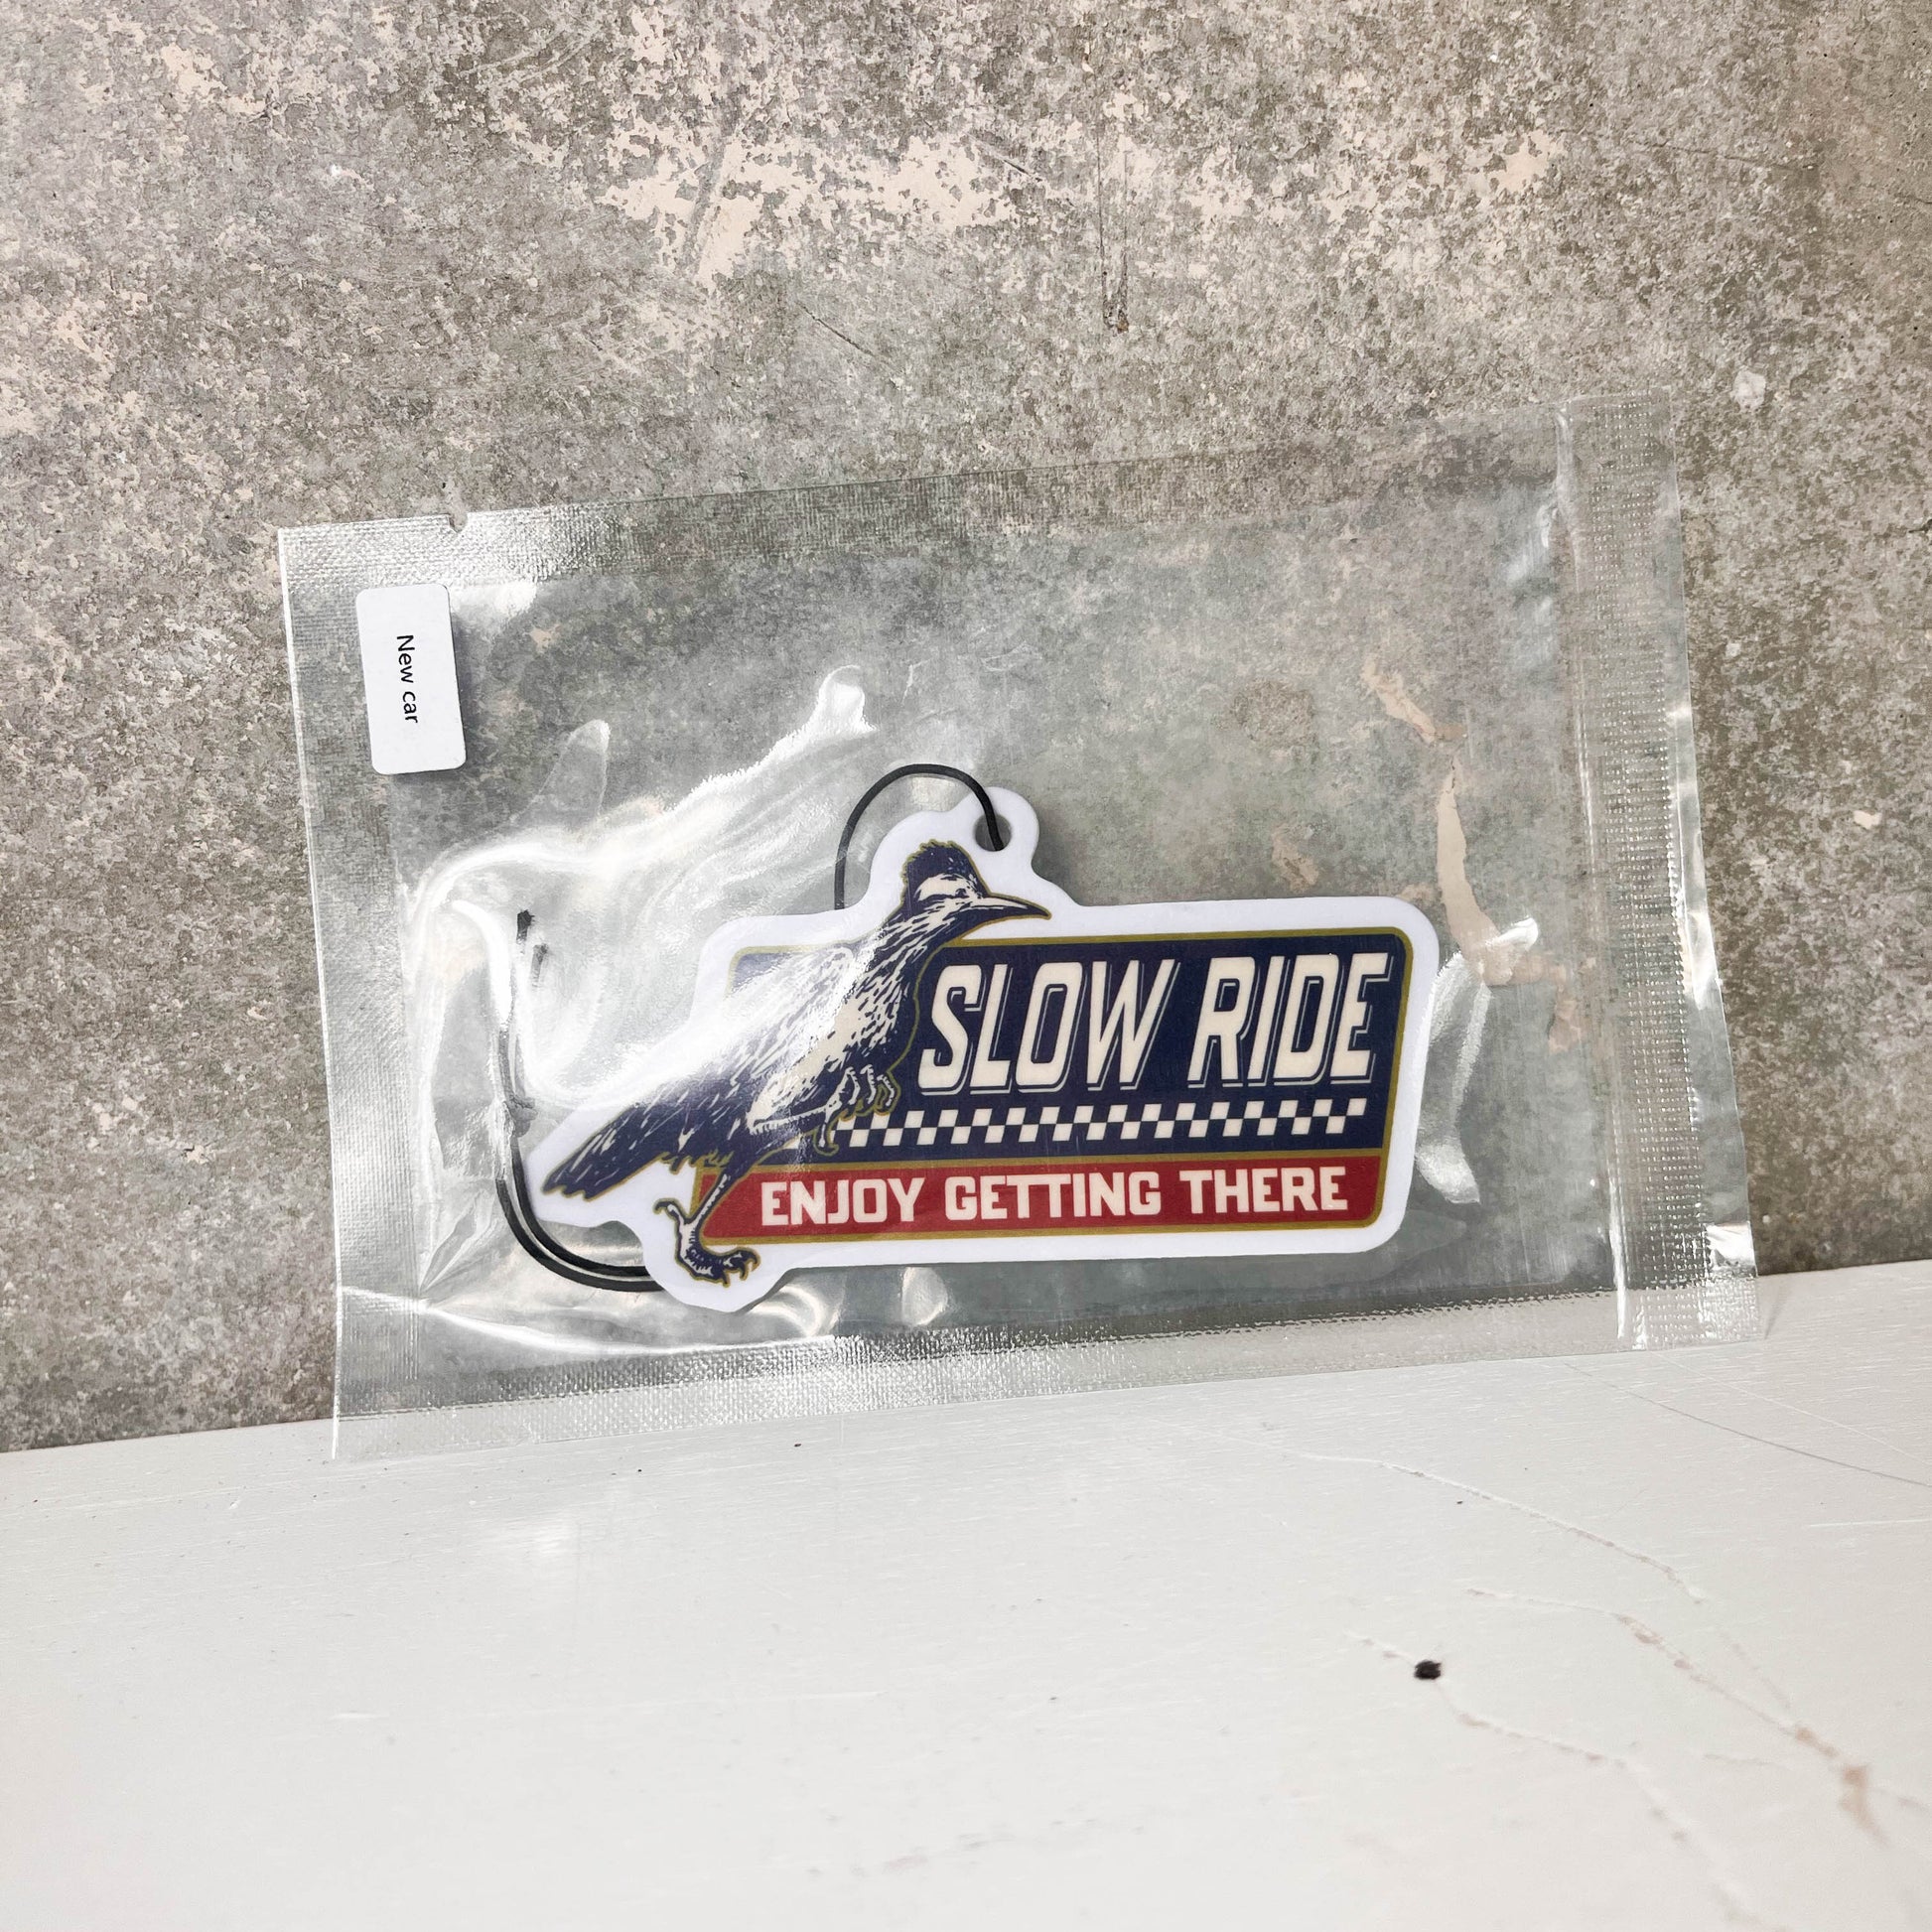 New car
SLOW RIDE
ENJOY GETTING THERE